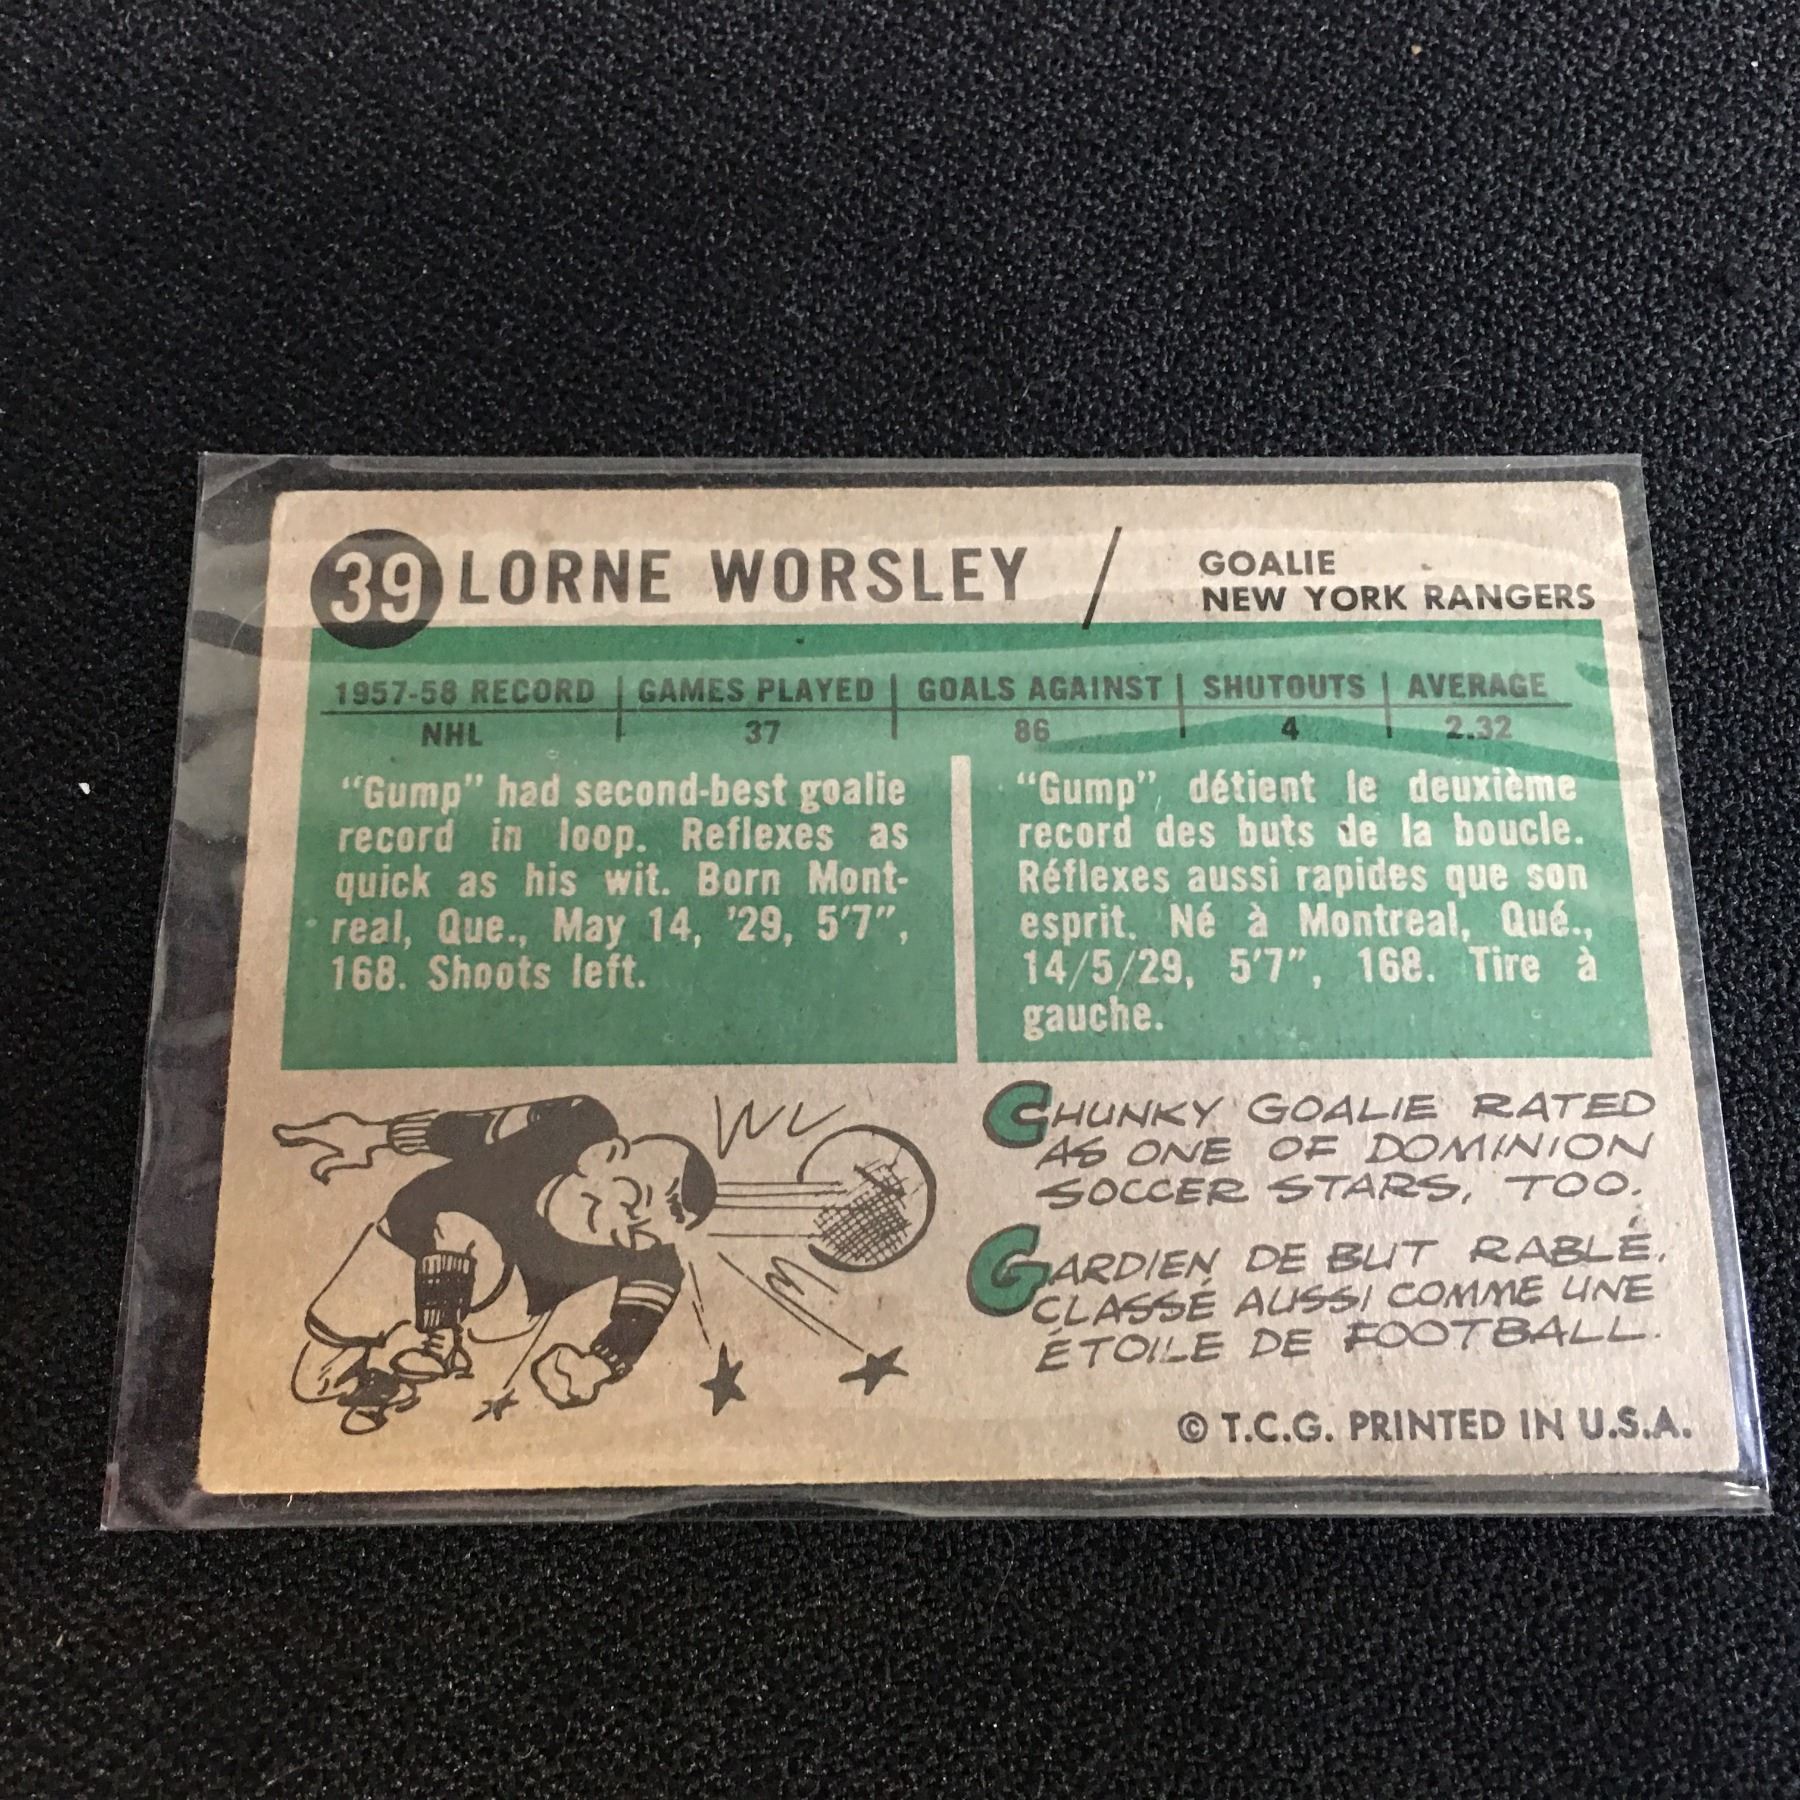 39 LORNE WORSLEY / GOALIE
NEW YORK RANGERS
1957-58 RECORD GAMES PLAYED GOALS AGAINST SHUTOUTS AVERAGE
NHL 37 86 4 2.32
"Gump" had second-best goalie
record in loop. Reflexes as
quick as his wit. Born Mont-
real, Que., May 14, '29, 5'7",
168. Shoots left.
"Gump", détient le deuxième
record des buts de la boucle.
Réflexes aussi rapides que son
esprit. Né à Montreal, Qué.,
14/5/29, 5'7", 168. Tire à
gauche.
CHUNKY GOALIE RATED
AS ONE OF DOMINION
SOCCER STARS, TOO.
GARDIEN DE BUT RABLÉ,
CLASSÉ AUSSI COMME UNE
ÉTOILE DE FOOTBALL.
© T.C.G. PRINTED IN U.S.A.